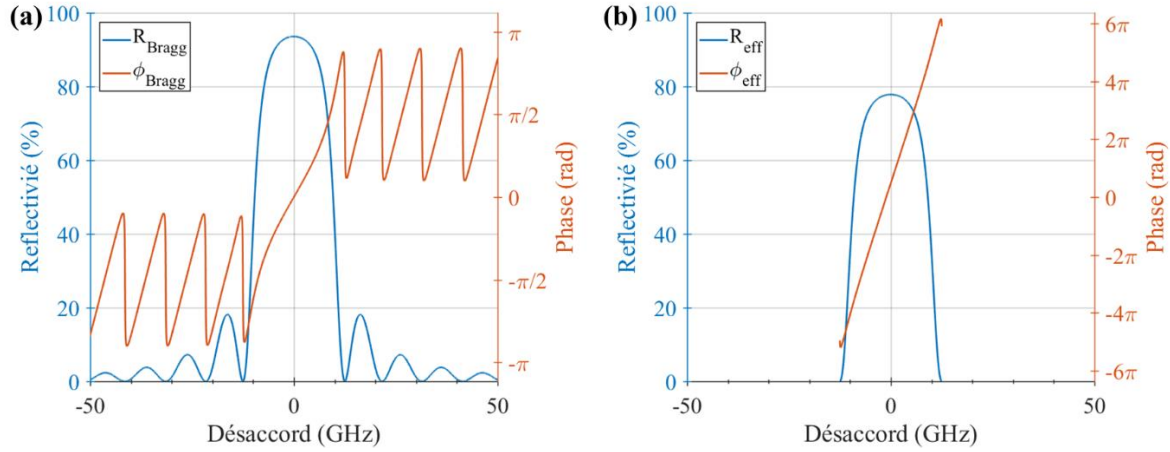 (a)
R_Bragg
ϕ_Bragg
100
80
60
40
20
0
Reflectivié (%)
π
π/2
0
-π/2
-π
Phase (rad)
-50
0
50
Désaccord (GHz)
(b)
R_eff
ϕ_eff
100
80
60
40
20
0
Reflectivié (%)
6π
4π
2π
0
-2π
-4π
-6π
Phase (rad)
-50
0
50
Désaccord (GHz)